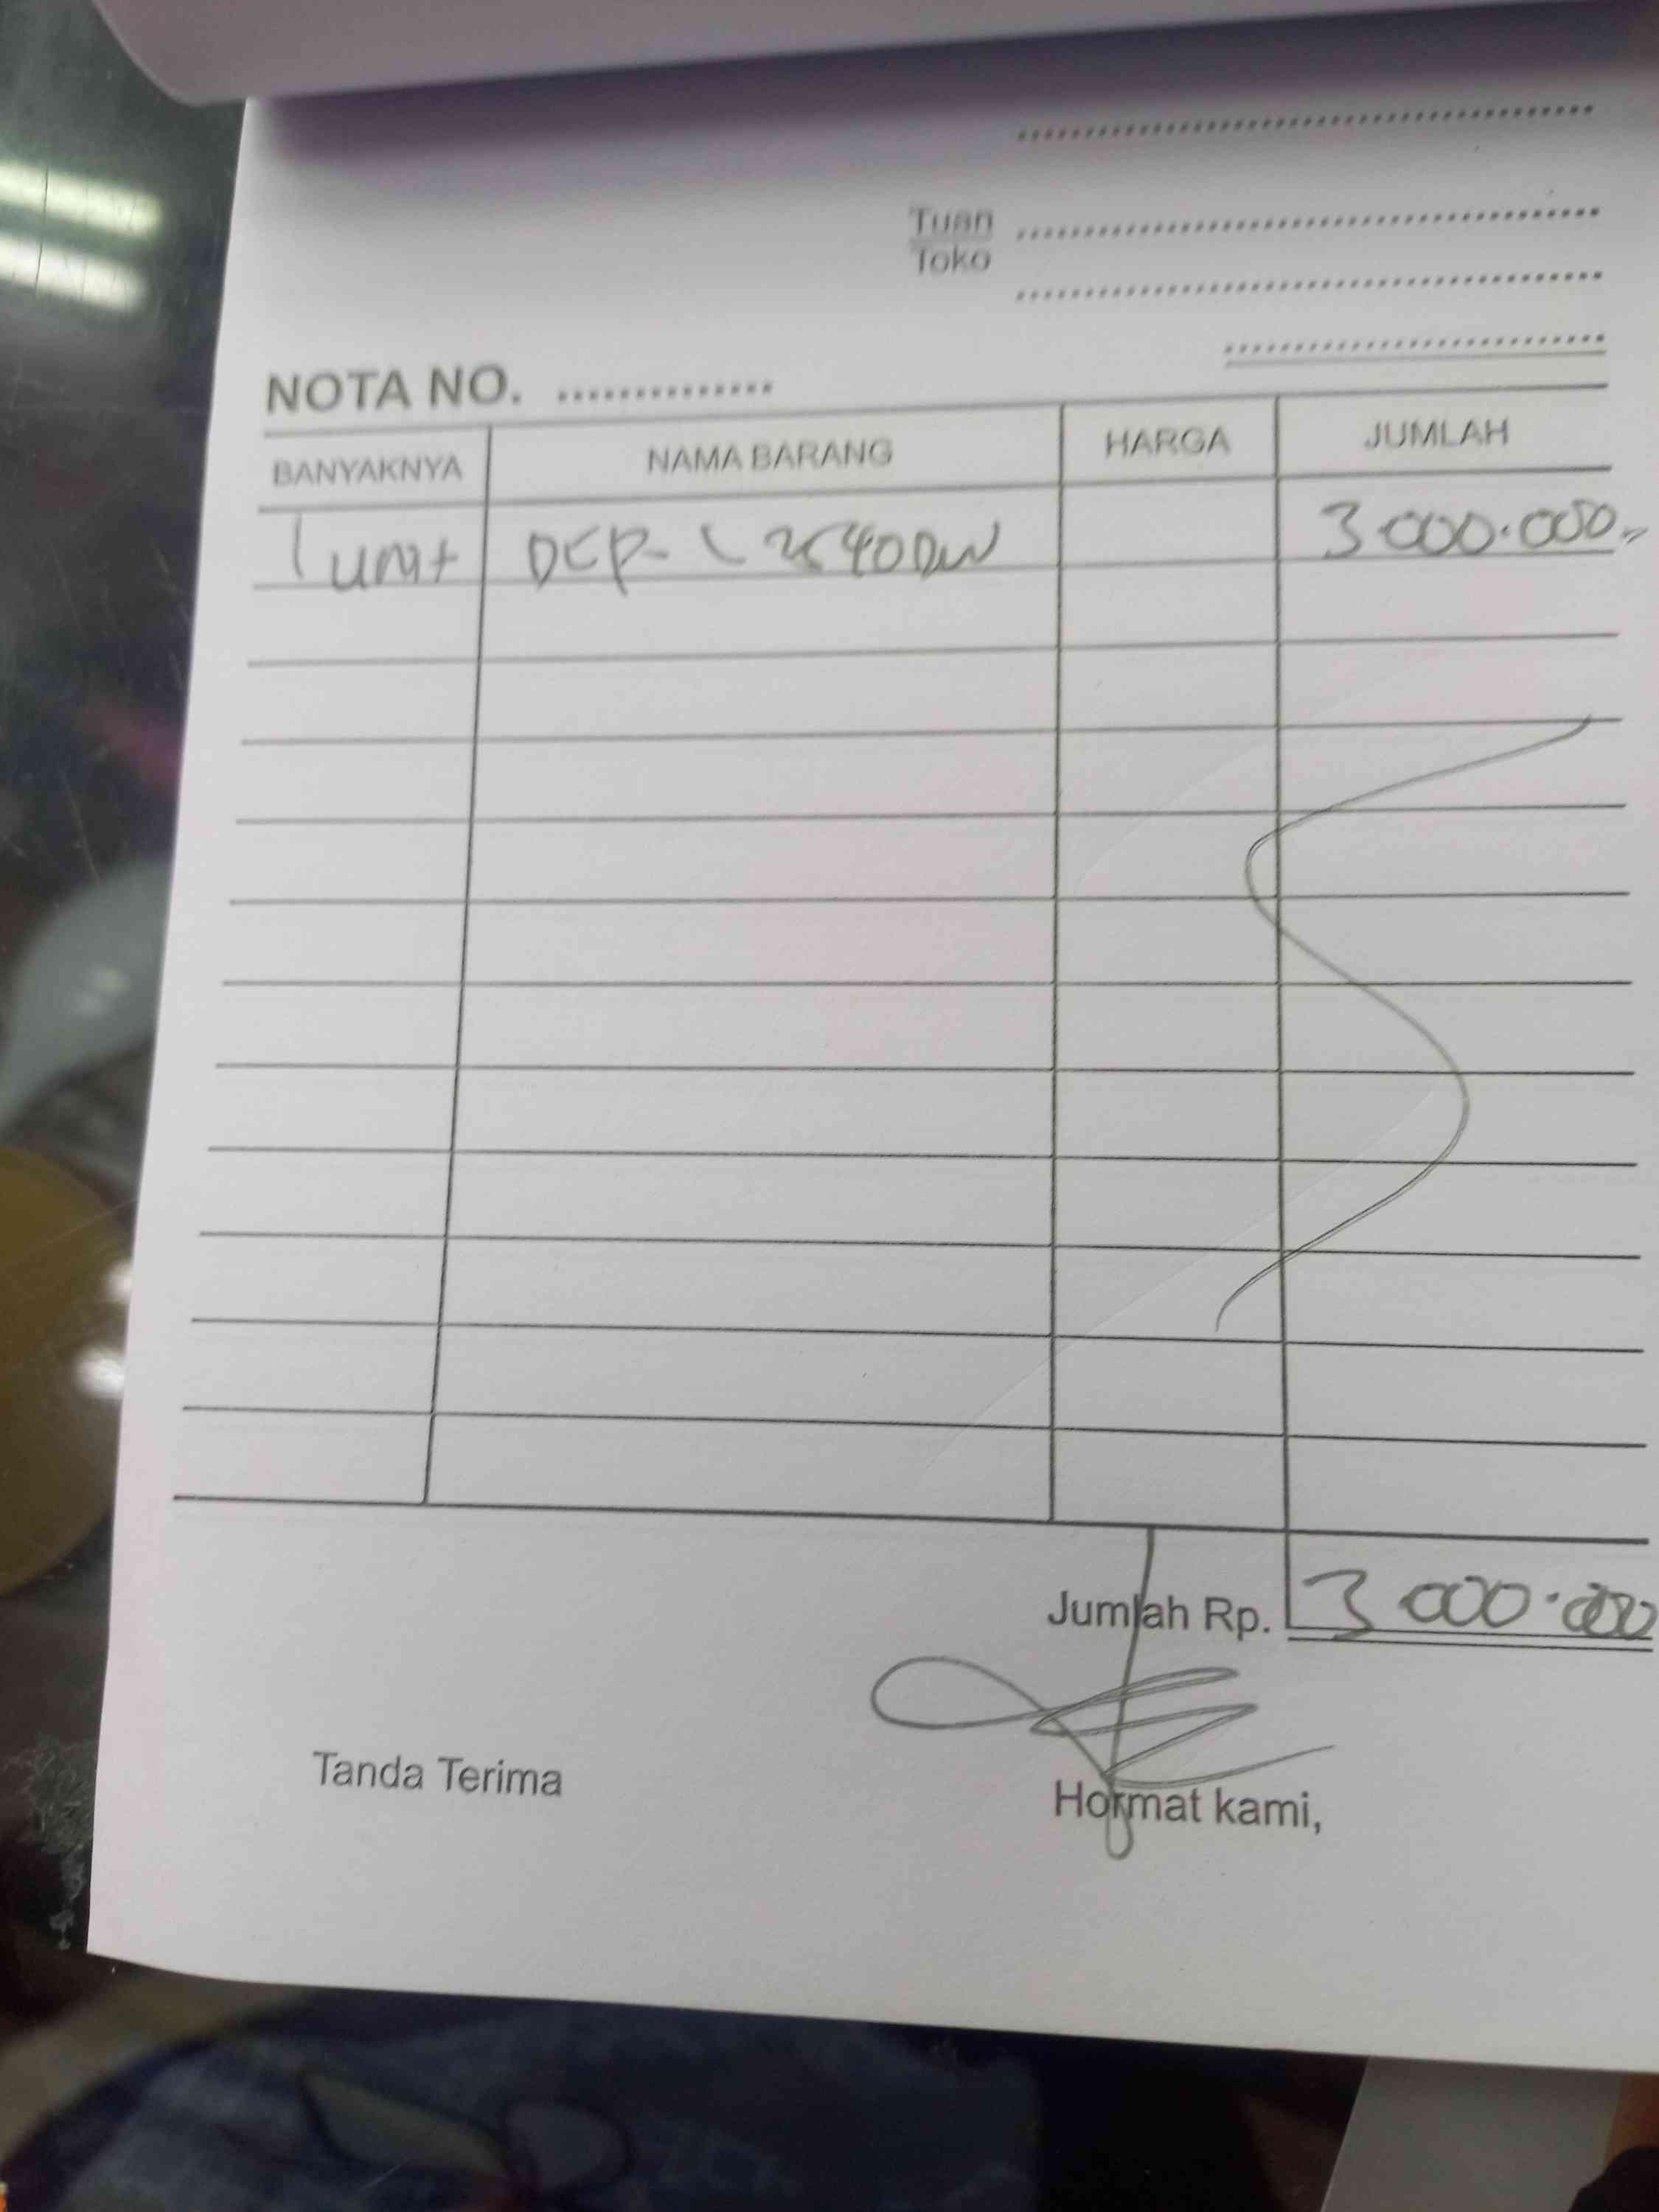 Tuan
Toko
NOTA NO. ..............
BANYAKNYA NAMA BARANG HARGA JUMLAH
1 unit DCP-L2540DW 3.000.000,-
Jumlah Rp. 3.000.000
Tanda Terima Hormat kami,